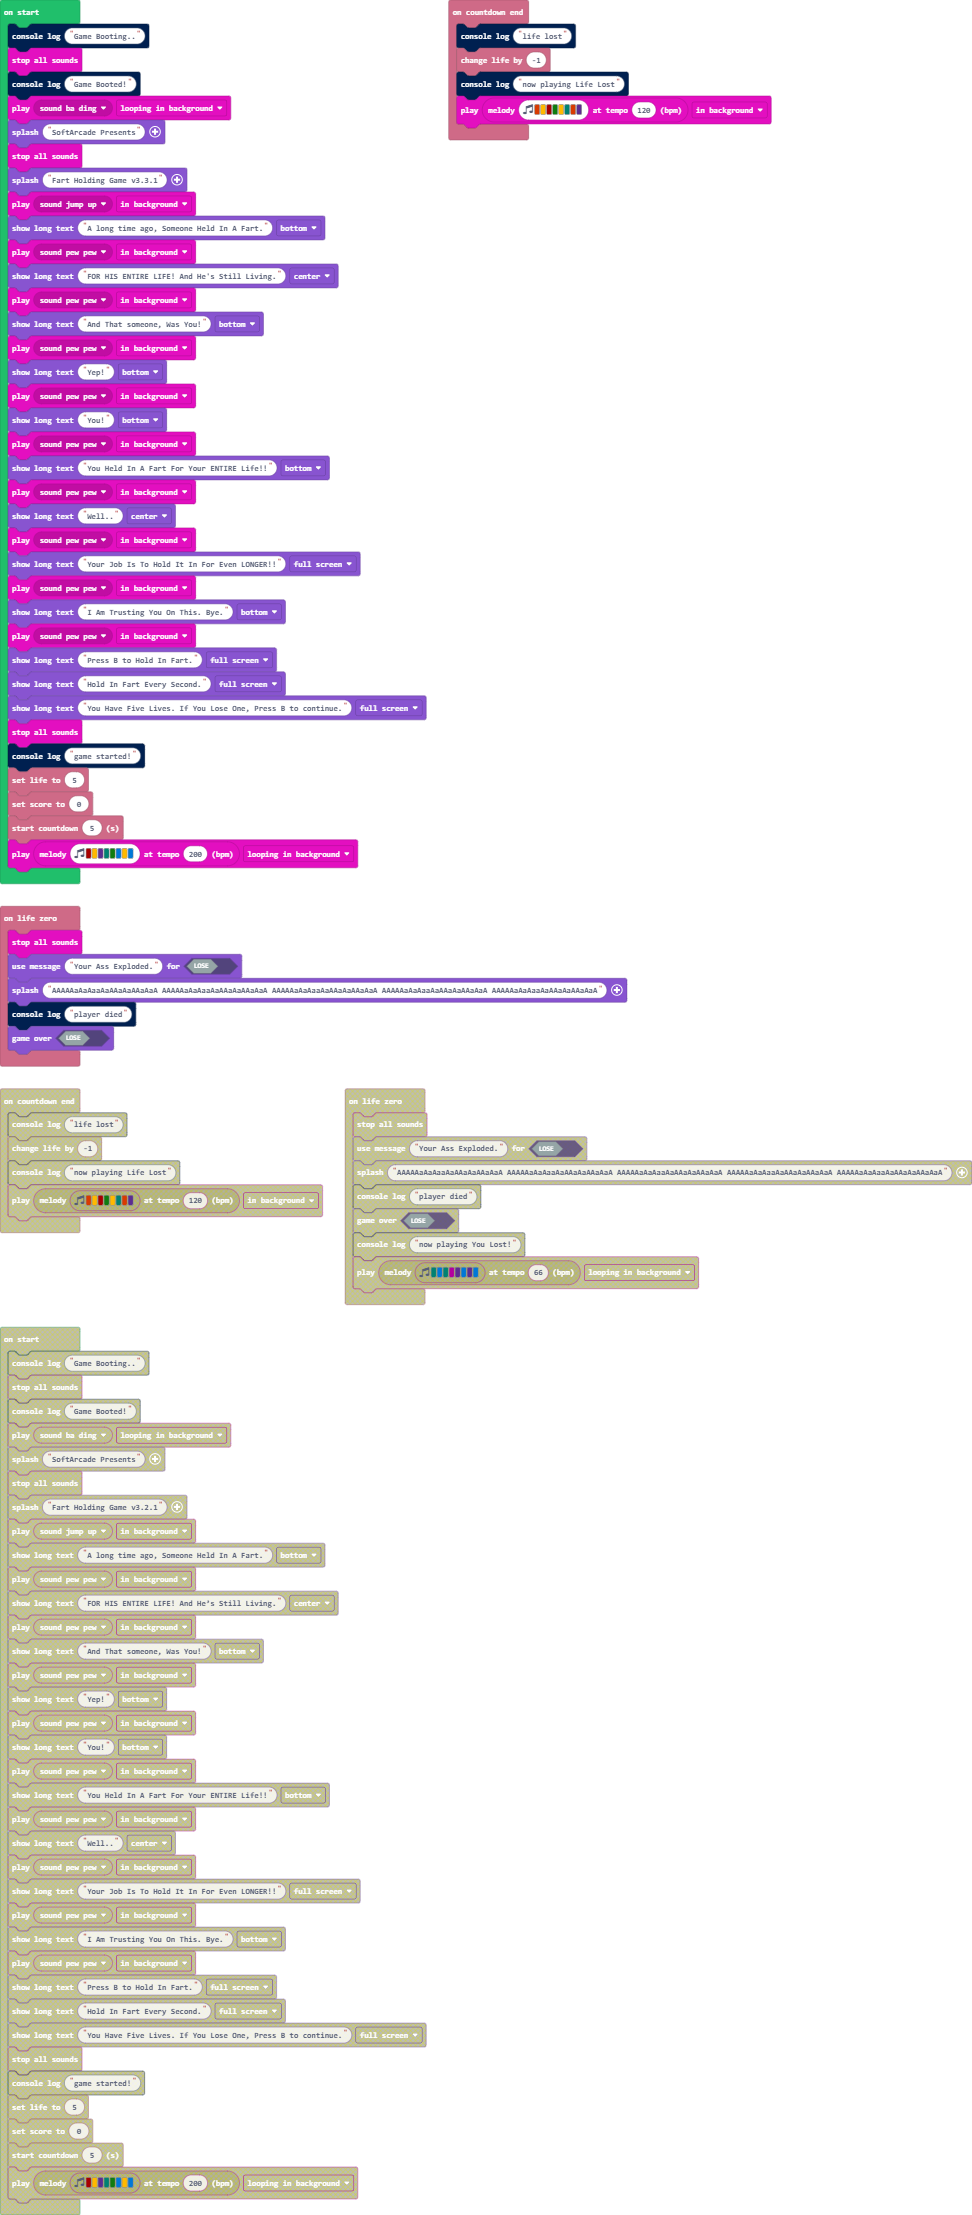 on start
console log "Game Booting.."
stop all sounds
console log "Game Booted!"
play sound ba ding looping in background
splash "SoftArcade Presents"
stop all sounds
splash "Fart Holding Game v3.3.1"
play sound jump up in background
show long text "A long time ago, Someone Held In A Fart." bottom
play sound pew pew in background
show long text "FOR HIS ENTIRE LIFE! And He's Still Living." center
play sound pew pew in background
show long text "And That someone, Was You!" bottom
play sound pew pew in background
show long text "Yep!" bottom
play sound pew pew in background
show long text "You!" bottom
play sound pew pew in background
show long text "You Held In A Fart For Your ENTIRE Life!!" bottom
play sound pew pew in background
show long text "Well.." center
play sound pew pew in background
show long text "Your Job Is To Hold It In For Even LONGER!!" full screen
play sound pew pew in background
show long text "I Am Trusting You On This. Bye." bottom
play sound pew pew in background
show long text "Press B to Hold In Fart." full screen
show long text "Hold In Fart Every Second." full screen
show long text "You Have Five Lives. If You Lose One, Press B to continue." full screen
stop all sounds
console log "game started!"
set life to 5
set score to 0
start countdown 5 (s)
play melody at tempo 200 (bpm) looping in background
on countdown end
console log "life lost"
change life by -1
console log "now playing Life Lost"
play melody at tempo 120 (bpm) in background
on life zero
stop all sounds
use message "Your Ass Exploded." for LOSE
splash "AAAAAaAaAaaAaAAaAaAAaAaA AAAAAaAaAaaAaAAaAaAAaAaA AAAAAaAaAaaAaAAaAaAAaAaA AAAAAaAaAaaAaAAaAaAAaAaA AAAAAaAaAaaAaAAaAaAAaAaA"
console log "player died"
game over LOSE
on countdown end
console log "life lost"
change life by -1
console log "now playing Life Lost"
play melody at tempo 120 (bpm) in background
on life zero
stop all sounds
use message "Your Ass Exploded." for LOSE
splash "AAAAAaAaAaaAaAAaAaAAaAaA AAAAAaAaAaaAaAAaAaAAaAaA AAAAAaAaAaaAaAAaAaAAaAaA AAAAAaAaAaaAaAAaAaAAaAaA AAAAAaAaAaaAaAAaAaAAaAaA"
console log "player died"
game over LOSE
console log "now playing You Lost!"
play melody at tempo 66 (bpm) looping in background
on start
console log "Game Booting.."
stop all sounds
console log "Game Booted!"
play sound ba ding looping in background
splash "SoftArcade Presents"
stop all sounds
splash "Fart Holding Game v3.2.1"
play sound jump up in background
show long text "A long time ago, Someone Held In A Fart." bottom
play sound pew pew in background
show long text "FOR HIS ENTIRE LIFE! And He's Still Living." center
play sound pew pew in background
show long text "And That someone, Was You!" bottom
play sound pew pew in background
show long text "Yep!" bottom
play sound pew pew in background
show long text "You!" bottom
play sound pew pew in background
show long text "You Held In A Fart For Your ENTIRE Life!!" bottom
play sound pew pew in background
show long text "Well.." center
play sound pew pew in background
show long text "Your Job Is To Hold It In For Even LONGER!!" full screen
play sound pew pew in background
show long text "I Am Trusting You On This. Bye." bottom
play sound pew pew in background
show long text "Press B to Hold In Fart." full screen
show long text "Hold In Fart Every Second." full screen
show long text "You Have Five Lives. If You Lose One, Press B to continue." full screen
stop all sounds
console log "game started!"
set life to 5
set score to 0
start countdown 5 (s)
play melody at tempo 200 (bpm) looping in background